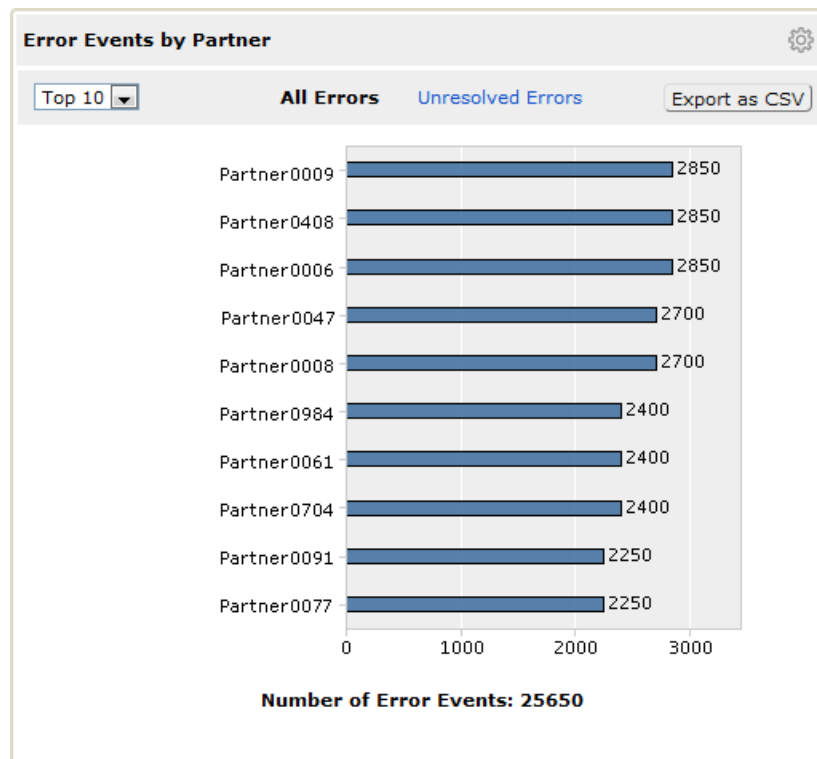 Error Events by Partner
Top 10 All Errors Unresolved Errors Export as CSV
Partner0009 2850
Partner0408 2850
Partner0006 2850
Partner0047 2700
Partner0008 2700
Partner0984 2400
Partner0061 2400
Partner0704 2400
Partner0091 2250
Partner0077 2250
0 1000 2000 3000
Number of Error Events: 25650